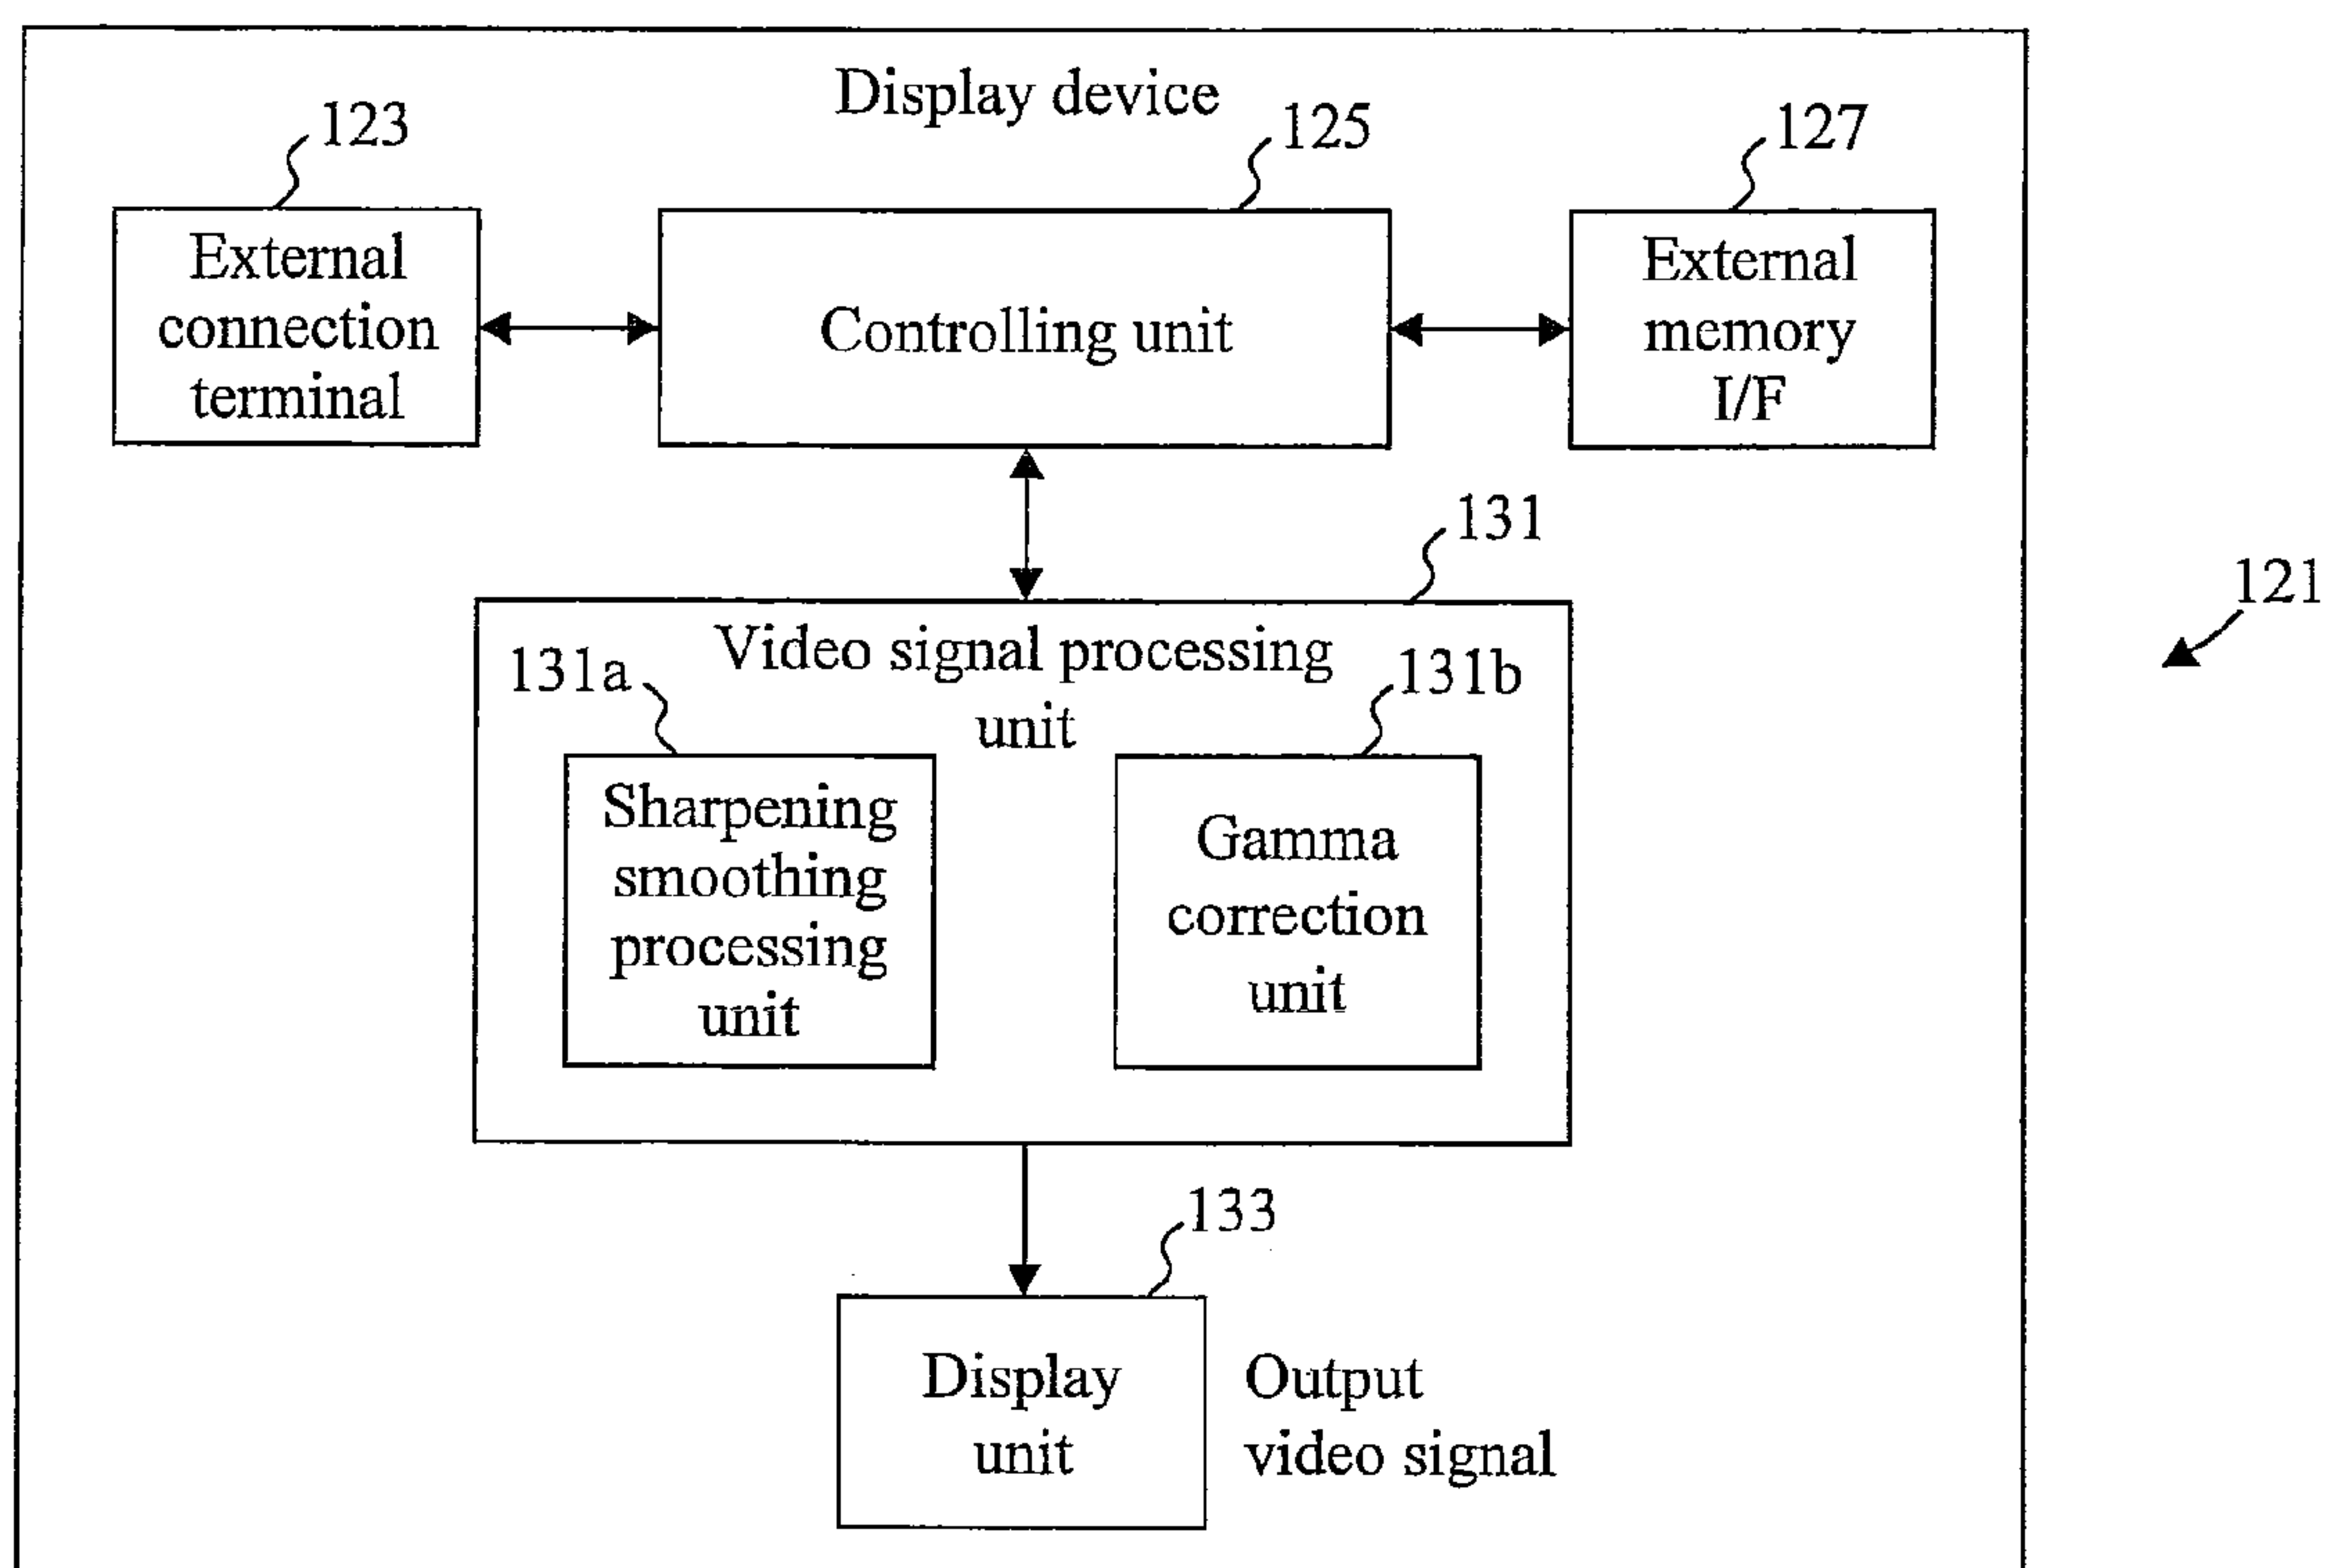 Display device
123
125
127
External
connection
terminal
Controlling unit
External
memory
I/F
131
121
Video signal processing
unit
131a
131b
Sharpening
smoothing
processing
unit
Gamma
correction
unit
133
Display
unit
Output
video signal